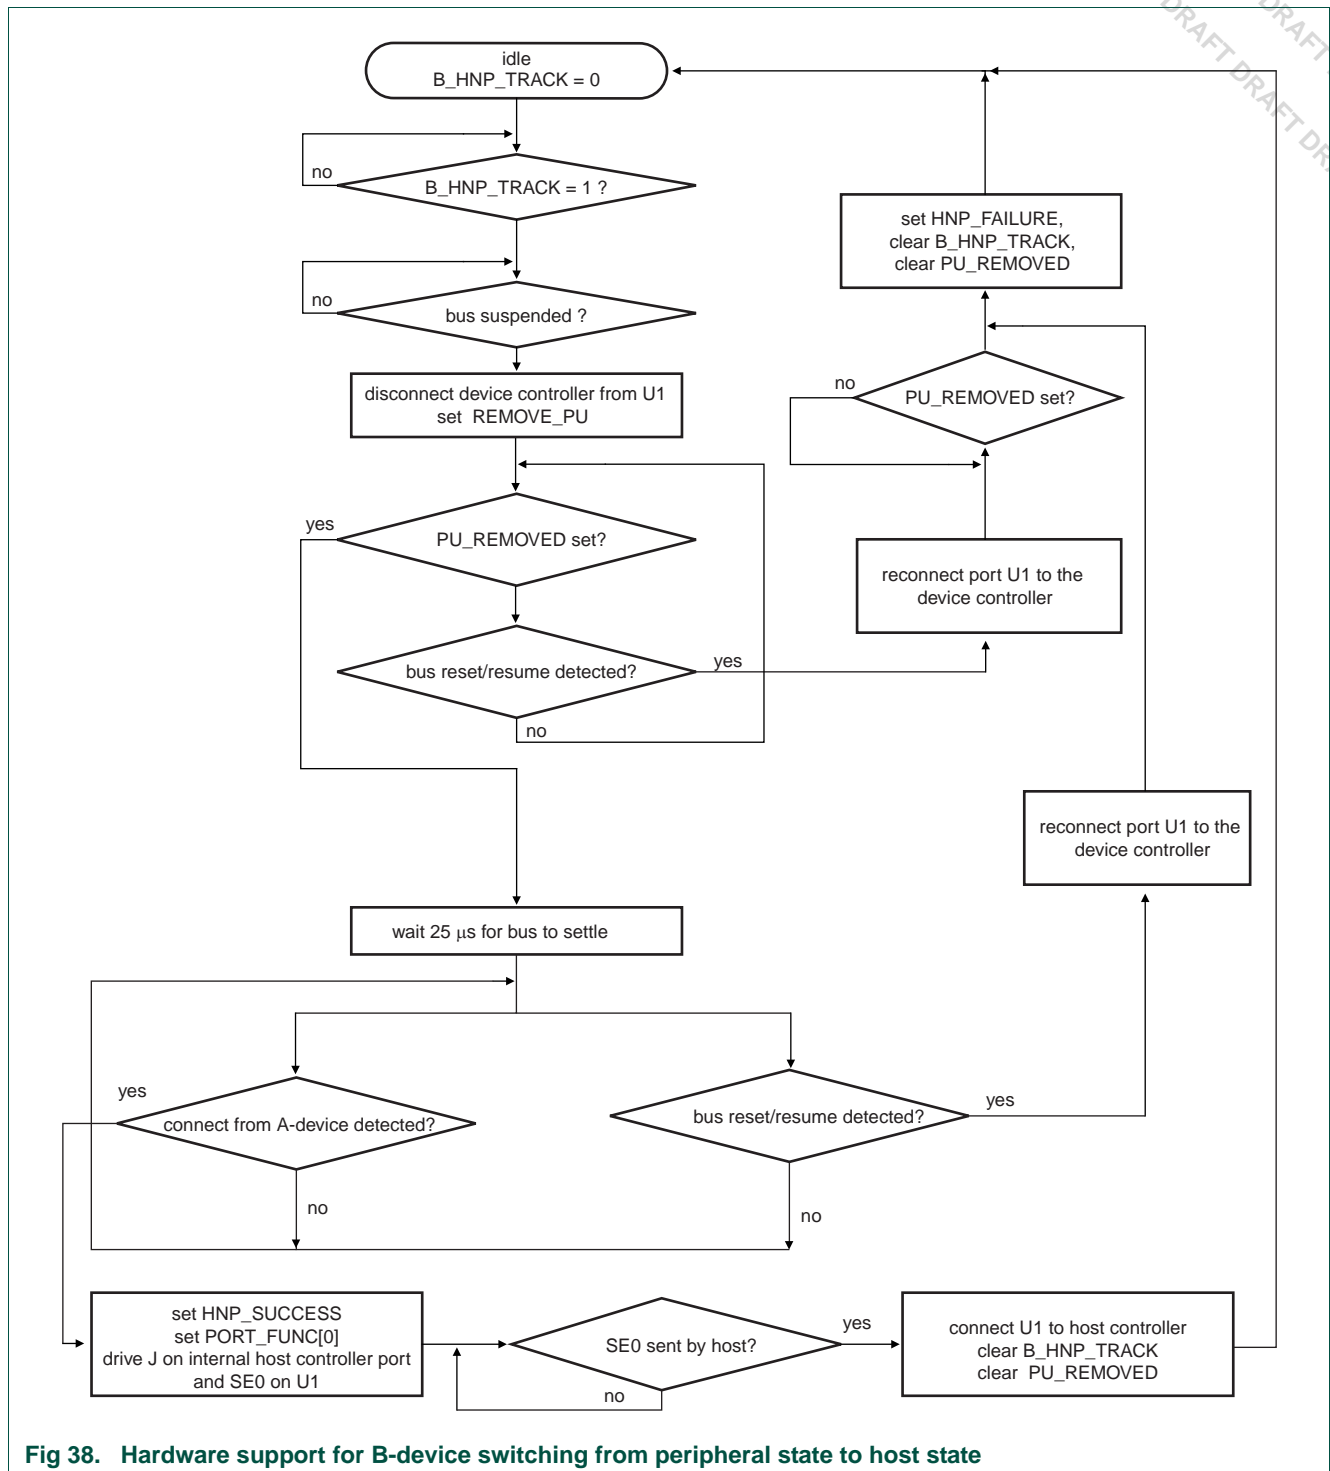 DRAFT DRAFT DR
DRAFT
idle
B_HNP_TRACK = 0
no
B_HNP_TRACK = 1 ?
no
bus suspended ?
disconnect device controller from U1
set REMOVE_PU
yes
PU_REMOVED set?
bus reset/resume detected?
yes
no
set HNP_FAILURE,
clear B_HNP_TRACK,
clear PU_REMOVED
no
PU_REMOVED set?
reconnect port U1 to the
device controller
reconnect port U1 to the
device controller
wait 25 μs for bus to settle
yes
connect from A-device detected?
no
bus reset/resume detected?
yes
no
set HNP_SUCCESS
set PORT_FUNC[0]
drive J on internal host controller port
and SE0 on U1
SE0 sent by host?
yes
no
connect U1 to host controller
clear B_HNP_TRACK
clear PU_REMOVED
Fig 38. Hardware support for B-device switching from peripheral state to host state